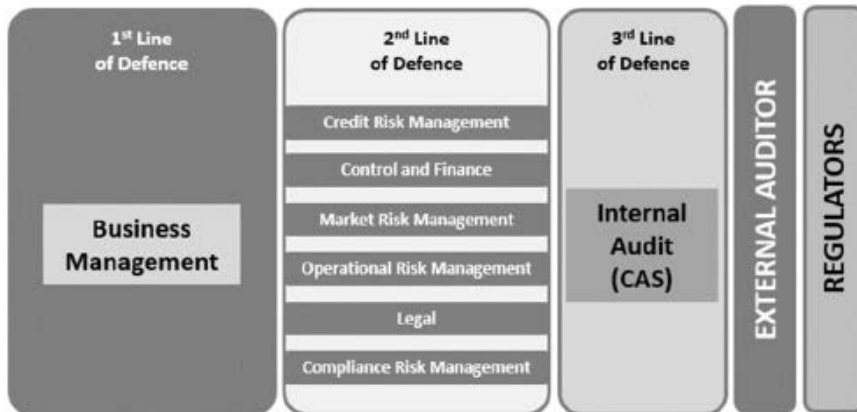 1st Line
of Defence
Business
Management
2nd Line
of Defence
Credit Risk Management
Control and Finance
Market Risk Management
Operational Risk Management
Legal
Compliance Risk Management
3rd Line
of Defence
Internal
Audit
(CAS)
EXTERNAL AUDITOR
REGULATORS